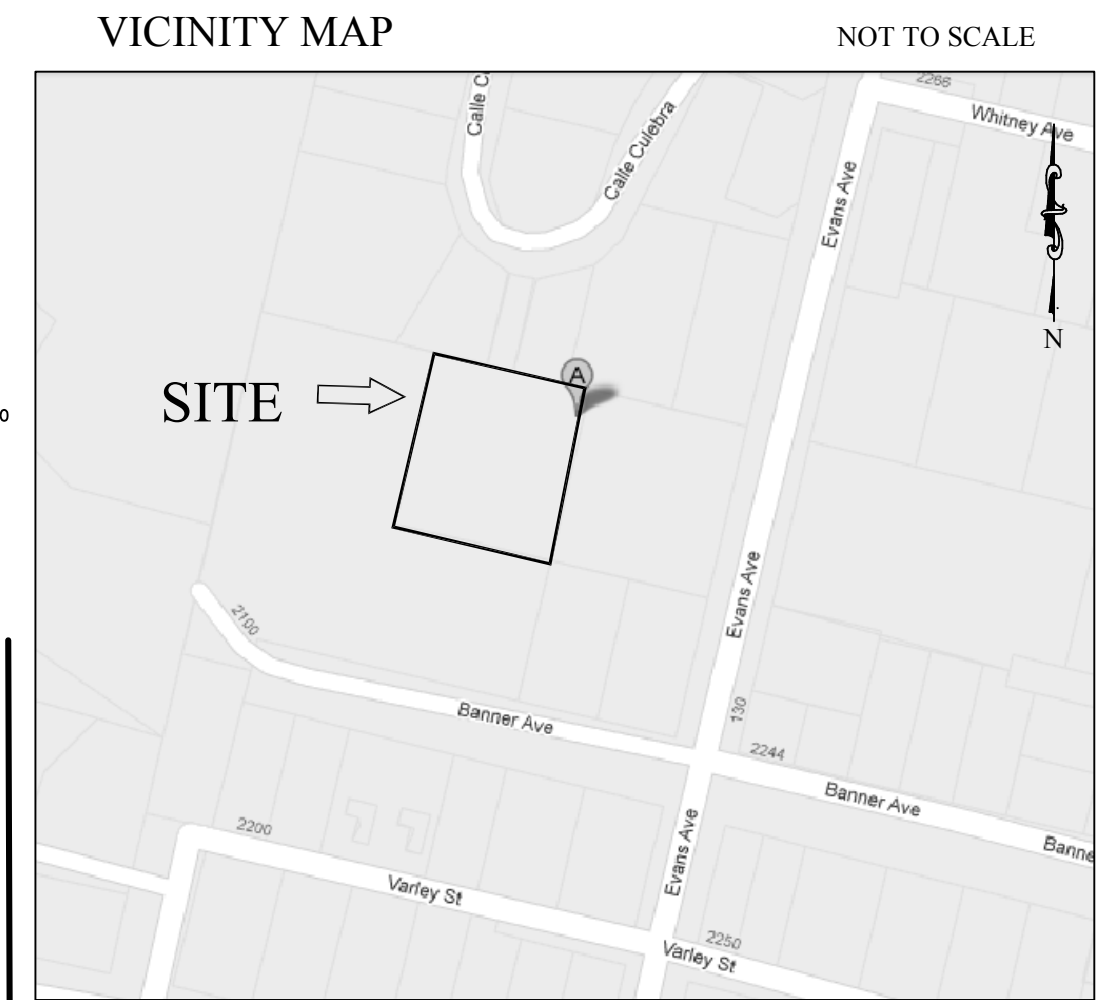 VICINITY MAP
NOT TO SCALE
2266
Whitney Ave
Calle C
Calle Culebra
Evans Ave
N
A
SITE
Evans Ave
2100
Banner Ave
130
2244
Banner Ave
Banne
2200
Evans Ave
Varley St
2250
Varley St